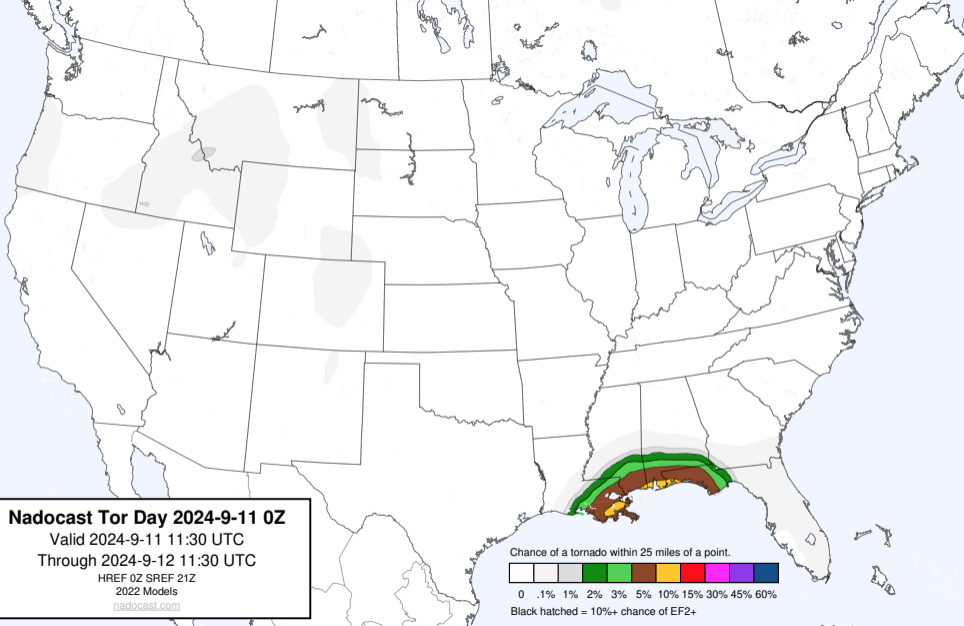 Nadocast Tor Day 2024-9-11 0Z
Valid 2024-9-11 11:30 UTC
Through 2024-9-12 11:30 UTC
HREF 0Z SREF 21Z
2022 Models
nadocast.com
Chance of a tornado within 25 miles of a point.
0 .1% 1% 2% 3% 5% 10% 15% 30% 45% 60%
Black hatched = 10%+ chance of EF2+